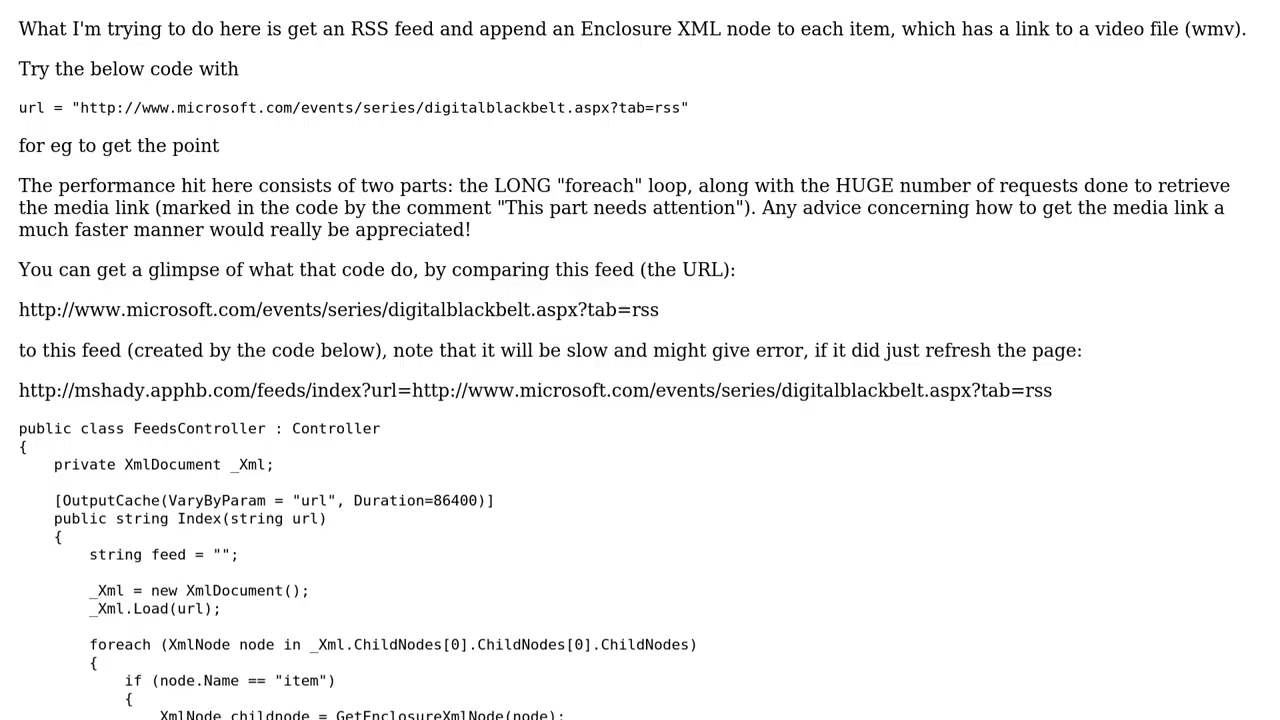 What I'm trying to do here is get an RSS feed and append an Enclosure XML node to each item, which has a link to a video file (wmv).
Try the below code with
url = "http://www.microsoft.com/events/series/digitalblackbelt.aspx?tab=rss"
for eg to get the point
The performance hit here consists of two parts: the LONG "foreach" loop, along with the HUGE number of requests done to retrieve
the media link (marked in the code by the comment "This part needs attention"). Any advice concerning how to get the media link a
much faster manner would really be appreciated!
You can get a glimpse of what that code do, by comparing this feed (the URL):
http://www.microsoft.com/events/series/digitalblackbelt.aspx?tab=rss
to this feed (created by the code below), note that it will be slow and might give error, if it did just refresh the page:
http://mshady.apphb.com/feeds/index?url=http://www.microsoft.com/events/series/digitalblackbelt.aspx?tab=rss
public class FeedsController : Controller
{
    private XmlDocument _Xml;
    [OutputCache(VaryByParam = "url", Duration=86400)]
    public string Index(string url)
    {
        string feed = "";
        _Xml = new XmlDocument();
        _Xml.Load(url);
        foreach (XmlNode node in _Xml.ChildNodes[0].ChildNodes[0].ChildNodes)
        {
            if (node.Name == "item")
            {
                XmlNode childnode = GetEnclosureXmlNode(node);